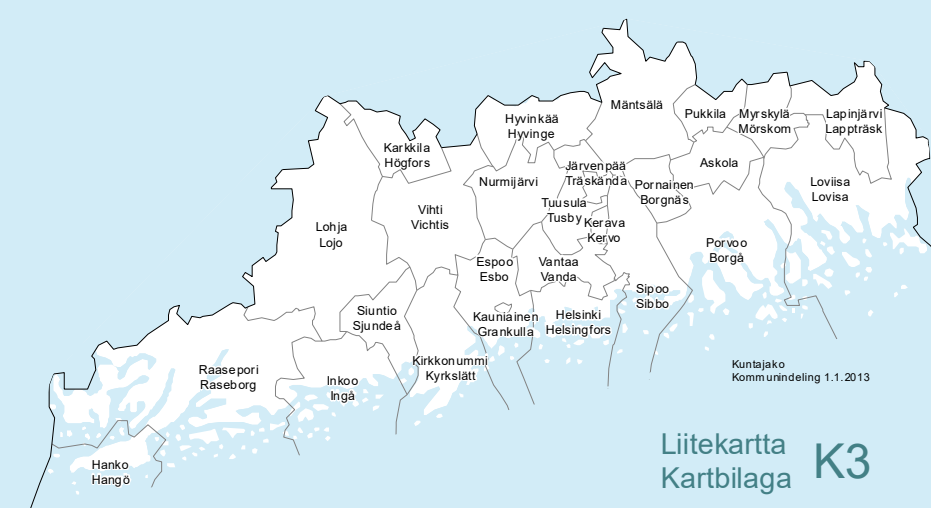 Mäntsälä
Pukkila
Myrskylä
Mörskom
Lapinjärvi
Lappträsk
Hyvinkää
Hyvinge
Karkkila
Högfors
Askola
Järvenpää
Träskända
Nurmijärvi
Pornainen
Borgnäs
Loviisa
Lovisa
Vihti
Vichtis
Tuusula
Tusby
Kerava
Kervo
Lohja
Lojo
Porvoo
Borgå
Espoo
Esbo
Vantaa
Vanda
Sipoo
Sibbo
Siuntio
Sjundeå
Kauniainen
Grankulla
Helsinki
Helsingfors
Kirkkonummi
Kyrkslätt
Raasepori
Raseborg
Inkoo
Ingå
Kuntajako
Kommunindeling 1.1.2013
Hanko
Hangö
Liitekartta
Kartbilaga
K3